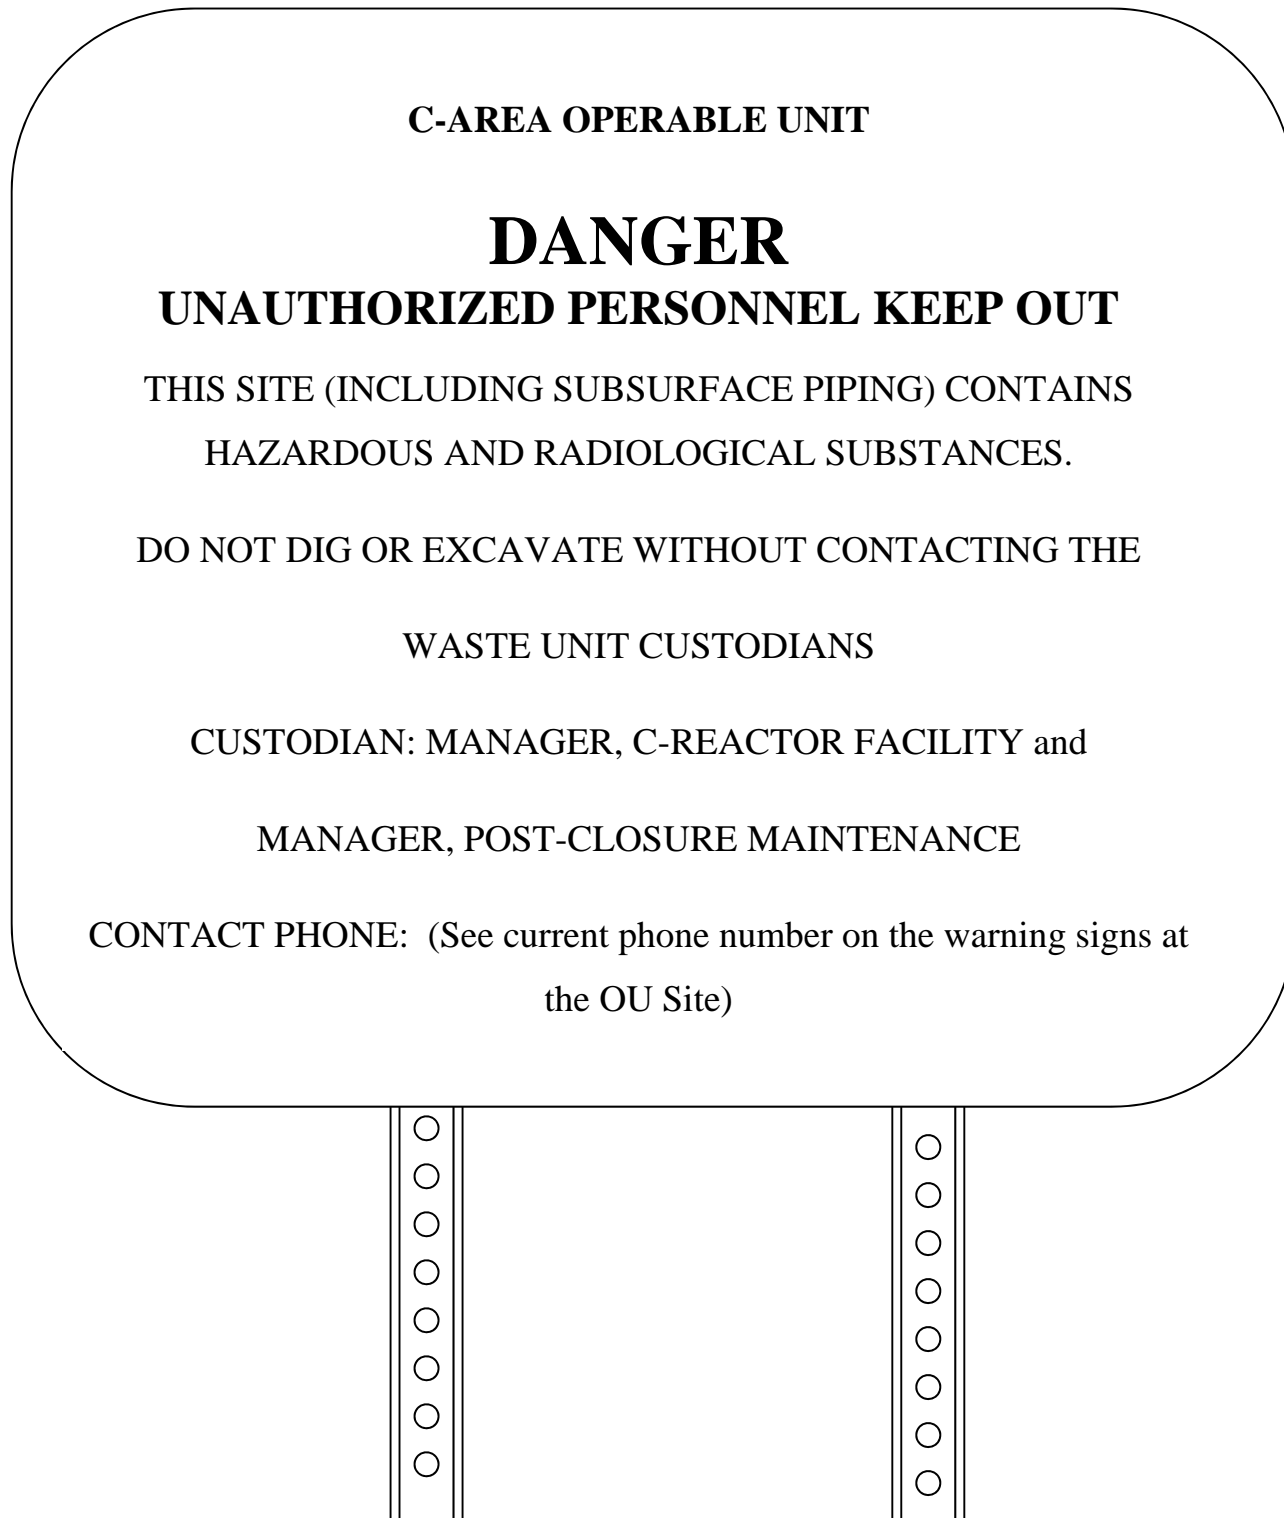 C-AREA OPERABLE UNIT
DANGER
UNAUTHORIZED PERSONNEL KEEP OUT
THIS SITE (INCLUDING SUBSURFACE PIPING) CONTAINS
HAZARDOUS AND RADIOLOGICAL SUBSTANCES.
DO NOT DIG OR EXCAVATE WITHOUT CONTACTING THE
WASTE UNIT CUSTODIANS
CUSTODIAN: MANAGER, C-REACTOR FACILITY and
MANAGER, POST-CLOSURE MAINTENANCE
CONTACT PHONE:  (See current phone number on the warning signs at
the OU Site)